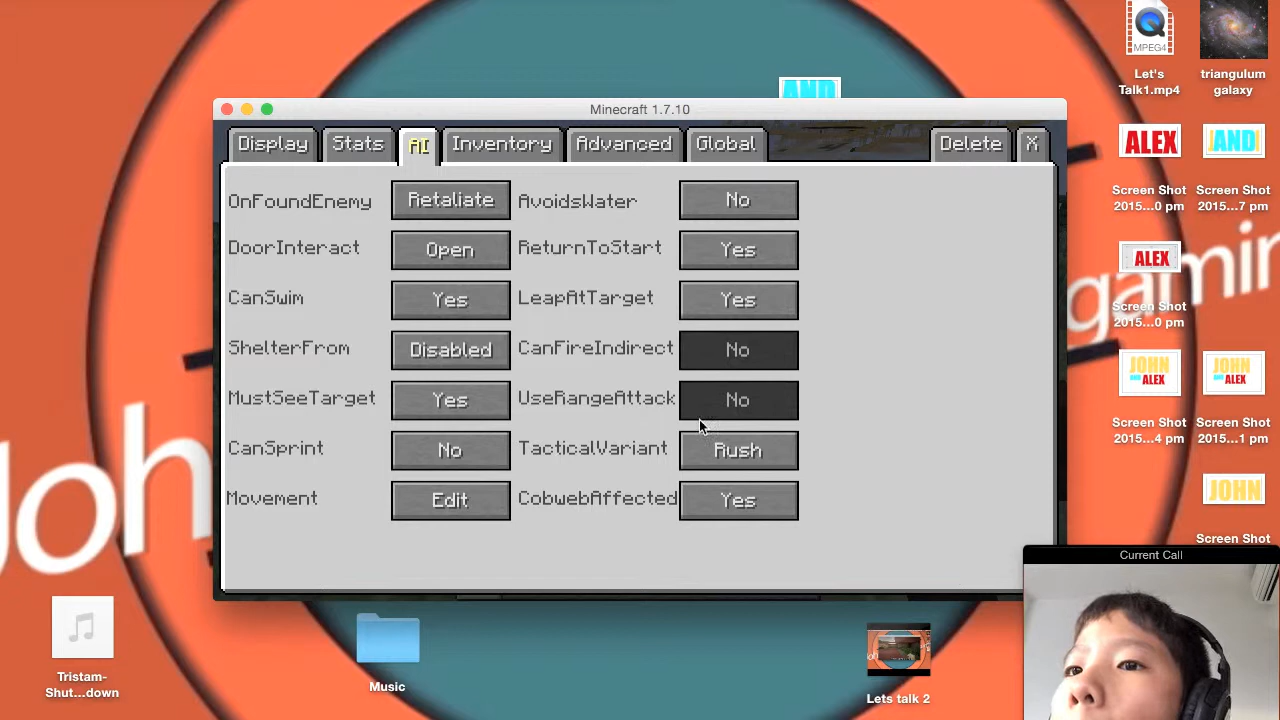 MPEG4
Let's
Talk1.mp4
triangulum
galaxy
AND
Minecraft 1.7.10
Display
Stats
AI
Inventory
Advanced
Global
Delete
X
ALEX
AND
Screen Shot
2015...0 pm
Screen Shot
2015...7 pm
OnFoundEnemy
Retaliate
AvoidsWater
No
DoorInteract
Open
ReturnToStart
Yes
CanSwim
Yes
LeapAtTarget
Yes
ShelterFrom
Disabled
CanFireIndirect
No
MustSeeTarget
Yes
UseRangeAttack
No
CanSprint
No
TacticalVariant
Rush
Movement
Edit
CobwebAffected
Yes
ALEX
Screen Shot
2015...0 pm
JOHN
ALEX
JOHN
ALEX
Screen Shot
2015...4 pm
Screen Shot
2015...1 pm
JOHN
Screen Shot
Current Call
Tristam-
Shut...down
Music
Lets talk 2